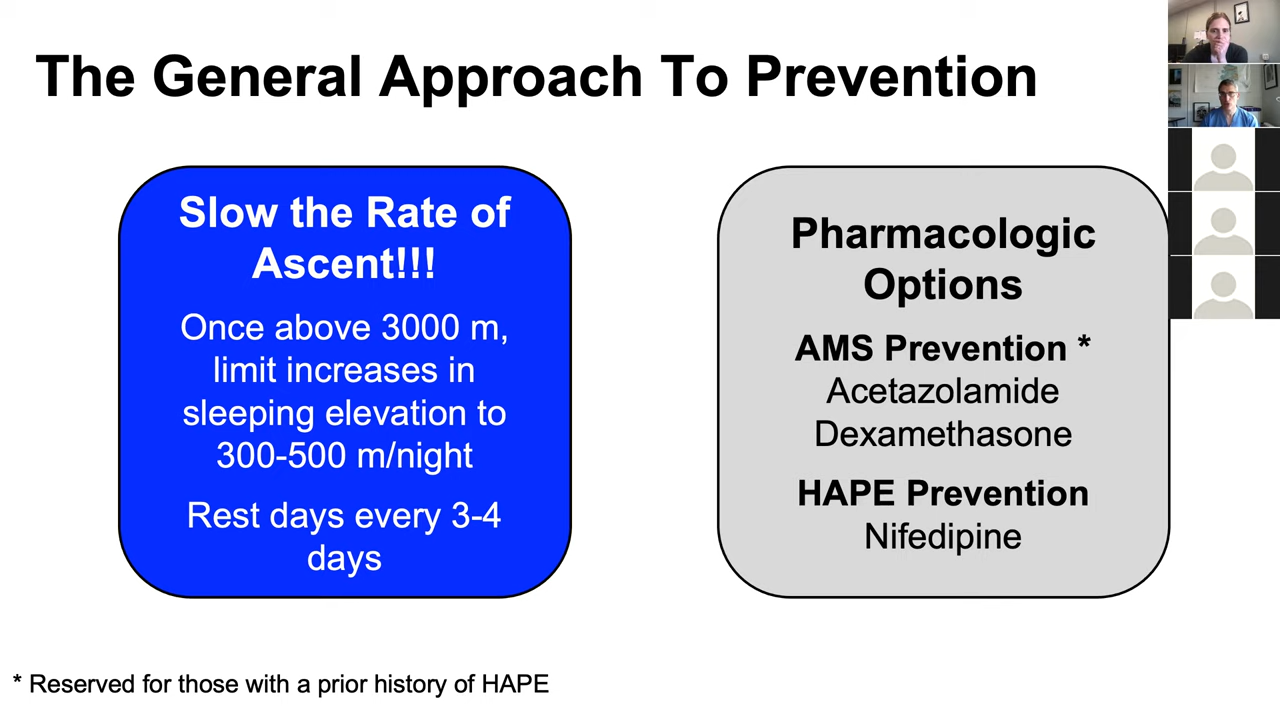 The General Approach To Prevention
Slow the Rate of
Ascent!!!
Once above 3000 m,
limit increases in
sleeping elevation to
300-500 m/night
Rest days every 3-4
days
Pharmacologic
Options
AMS Prevention *
Acetazolamide
Dexamethasone
HAPE Prevention
Nifedipine
* Reserved for those with a prior history of HAPE